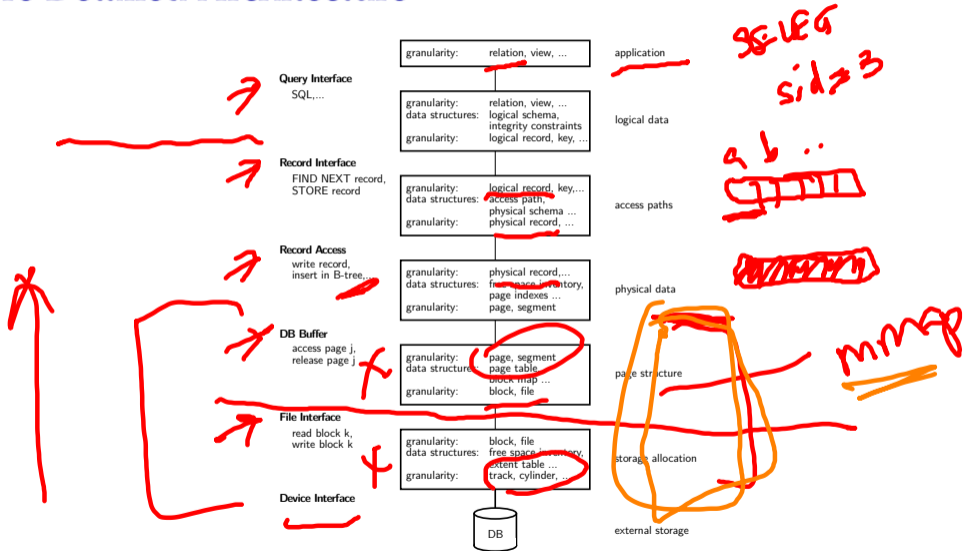 granularity: relation, view, ...
application
Query Interface
SQL,...
granularity: relation, view, ...
data structures: logical schema,
integrity constraints
granularity: logical record, key, ...
logical data
Record Interface
FIND NEXT record,
STORE record
granularity: logical record, key,...
data structures: access path,
physical schema ...
granularity: physical record, ...
access paths
Record Access
write record,
insert in B-tree,...
granularity: physical record,...
data structures: free space inventory,
page indexes ...
granularity: page, segment
physical data
DB Buffer
access page j,
release page j
granularity: page, segment
data structures: page table,
block map ...
granularity: block, file
page structure
File Interface
read block k,
write block k
granularity: block, file
data structures: free space inventory,
extent table ...
granularity: track, cylinder, ...
storage allocation
Device Interface
DB
external storage
sid = 3
a b ..
mmap